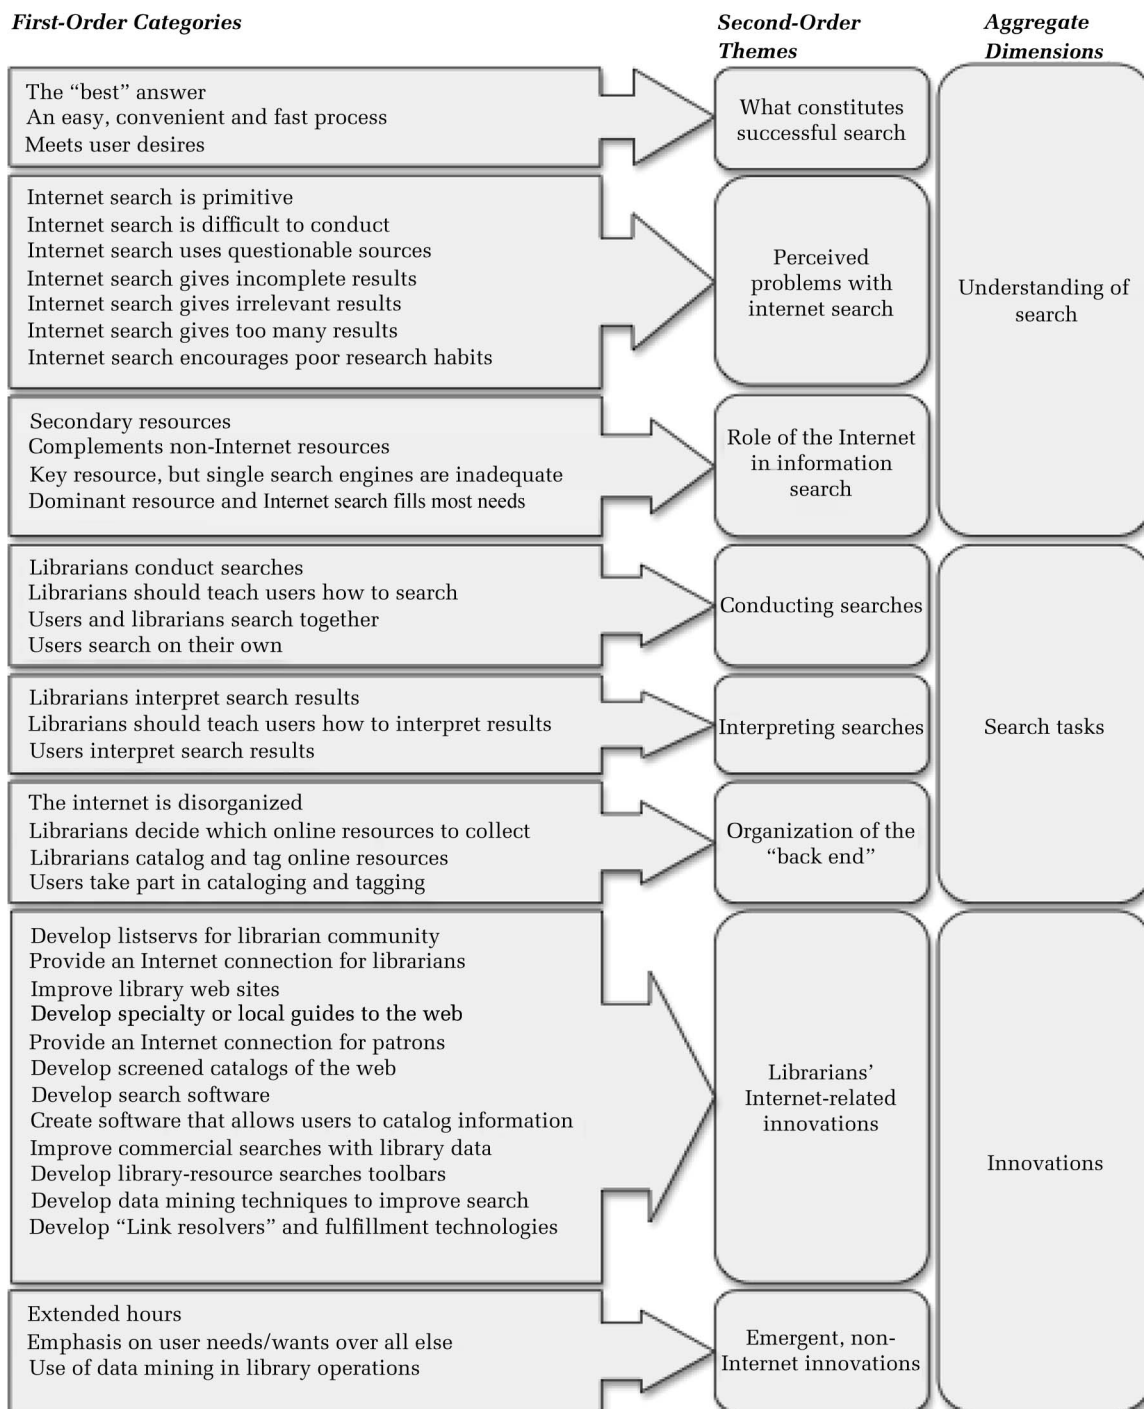 First-Order Categories
Second-Order
Themes
Aggregate
Dimensions
The “best” answer
An easy, convenient and fast process
Meets user desires
What constitutes
successful search
Internet search is primitive
Internet search is difficult to conduct
Internet search uses questionable sources
Internet search gives incomplete results
Internet search gives irrelevant results
Internet search gives too many results
Internet search encourages poor research habits
Perceived
problems with
internet search
Understanding of
search
Secondary resources
Complements non-Internet resources
Key resource, but single search engines are inadequate
Dominant resource and Internet search fills most needs
Role of the Internet
in information
search
Librarians conduct searches
Librarians should teach users how to search
Users and librarians search together
Users search on their own
Conducting searches
Librarians interpret search results
Librarians should teach users how to interpret results
Users interpret search results
Interpreting searches
Search tasks
The internet is disorganized
Librarians decide which online resources to collect
Librarians catalog and tag online resources
Users take part in cataloging and tagging
Organization of the
“back end”
Develop listservs for librarian community
Provide an Internet connection for librarians
Improve library web sites
Develop specialty or local guides to the web
Provide an Internet connection for patrons
Develop screened catalogs of the web
Develop search software
Create software that allows users to catalog information
Improve commercial searches with library data
Develop library-resource searches toolbars
Develop data mining techniques to improve search
Develop “Link resolvers” and fulfillment technologies
Librarians’
Internet-related
innovations
Innovations
Extended hours
Emphasis on user needs/wants over all else
Use of data mining in library operations
Emergent, non-
Internet innovations